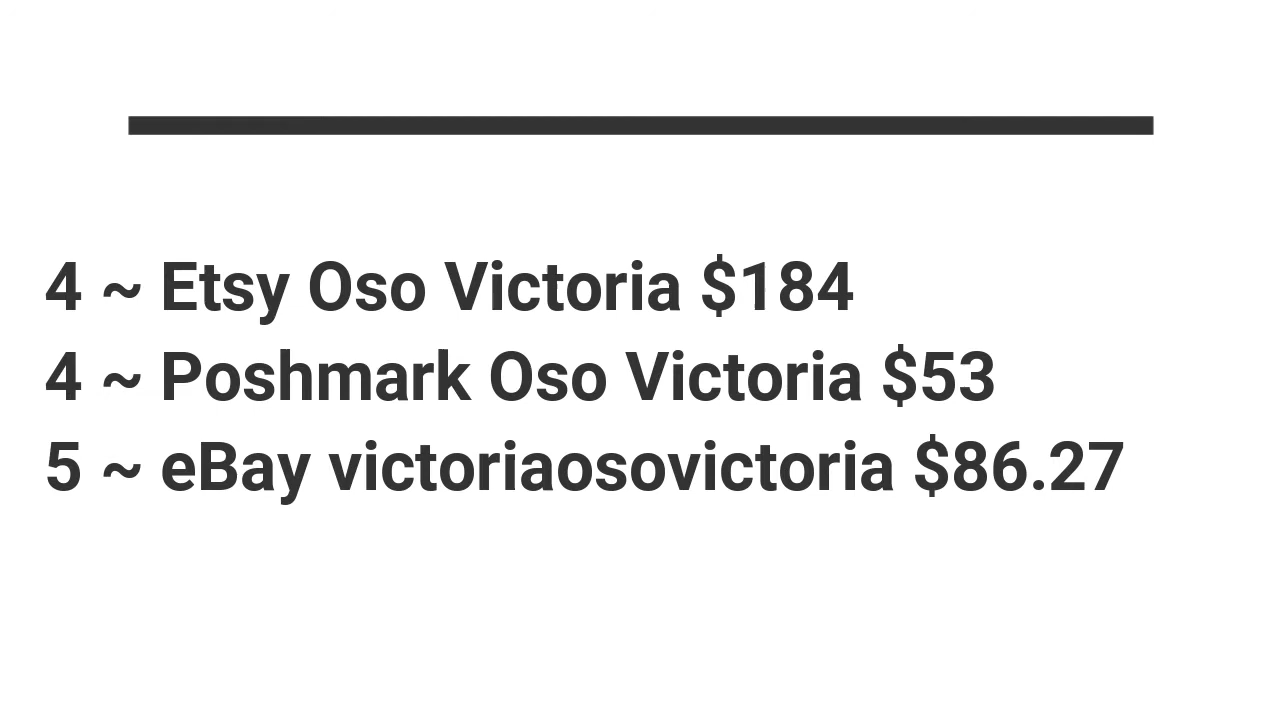 4 ~ Etsy Oso Victoria $184
4 ~ Poshmark Oso Victoria $53
5 ~ eBay victoriaosovictoria $86.27